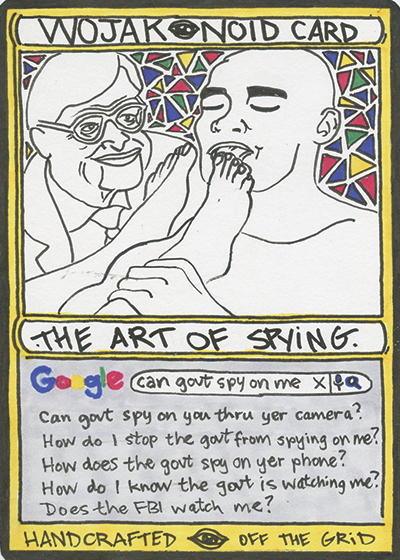 WOJAK NOID CARD
THE ART OF SPYING.
Google can govt spy on me X
Can govt spy on you thru yer camera?
How do I stop the govt from spying on me?
How does the govt spy on yer phone?
How do I know the govt is watching me?
Does the FBI watch me?
HANDCRAFTED OFF THE GRiD